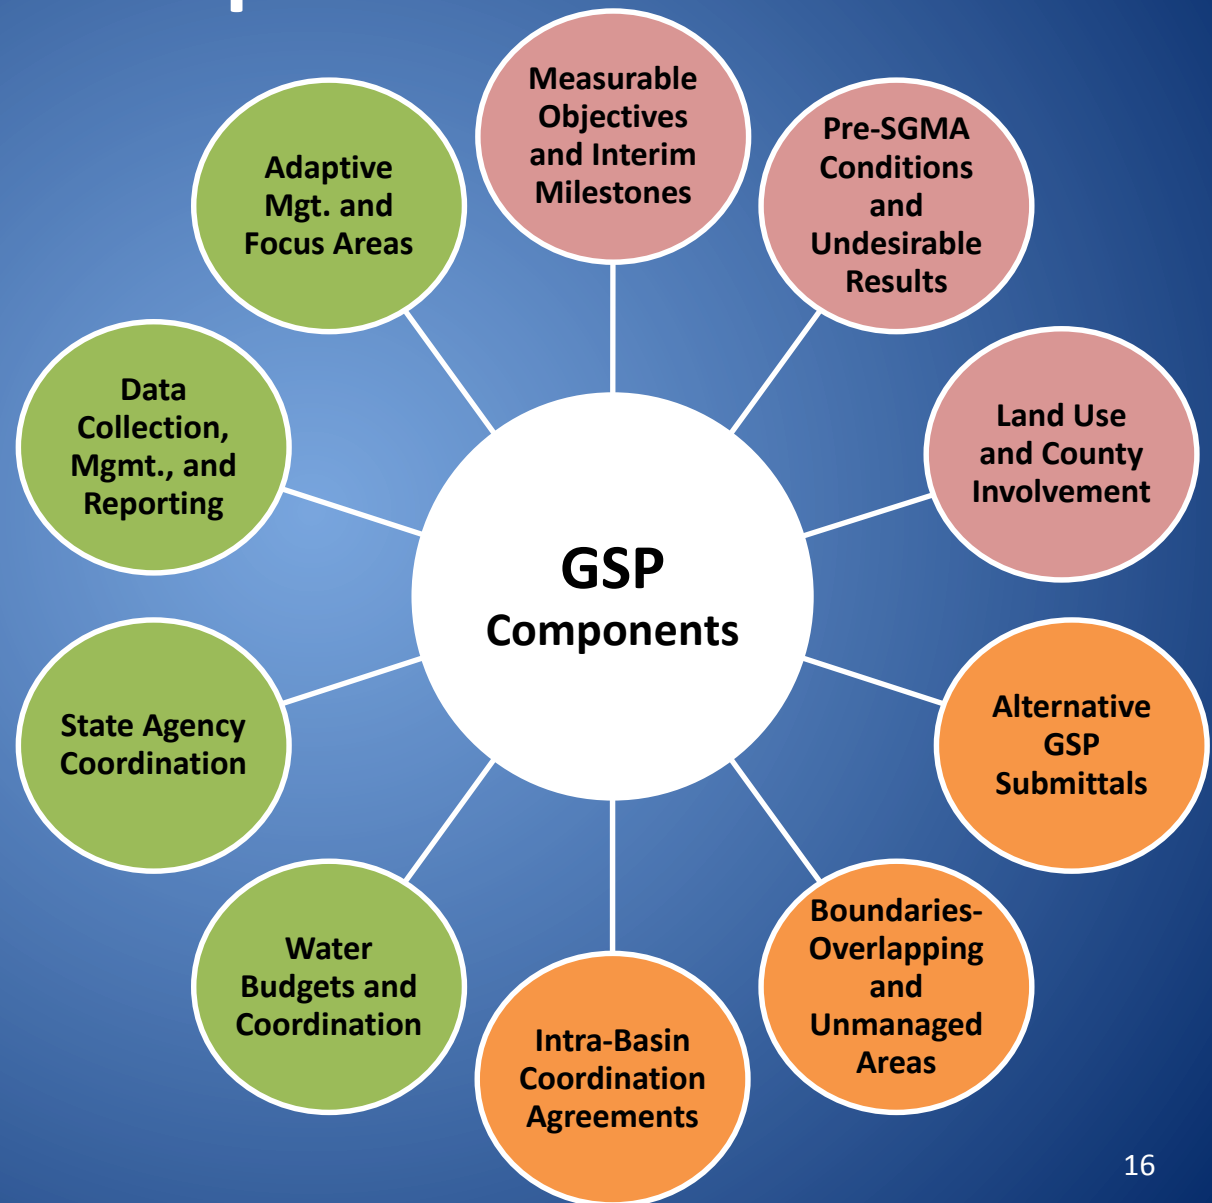 Measurable
Objectives
and Interim
Milestones
Pre-SGMA
Conditions
and
Undesirable
Results
Land Use
and County
Involvement
Alternative
GSP
Submittals
Boundaries-
Overlapping
and
Unmanaged
Areas
Intra-Basin
Coordination
Agreements
Water
Budgets and
Coordination
State Agency
Coordination
Data
Collection,
Mgmt., and
Reporting
Adaptive
Mgt. and
Focus Areas
GSP
Components
16